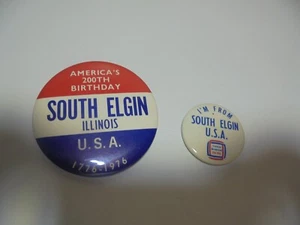 AMERICA'S
200TH
BIRTHDAY
SOUTH ELGIN
ILLINOIS
U.S.A.
1776-1976
I'M FROM
SOUTH ELGIN
U.S.A.